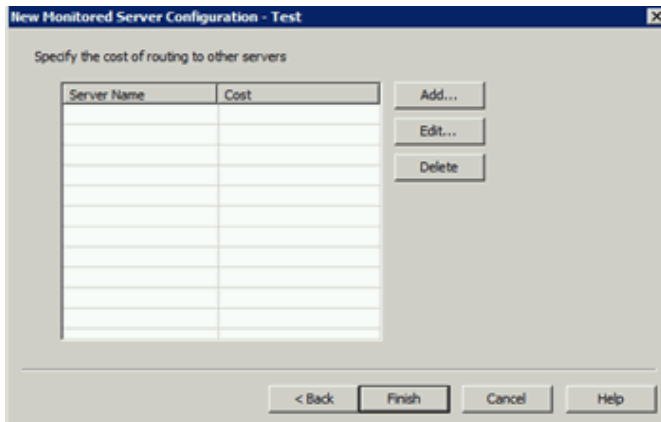 New Monitored Server Configuration - Test
Specify the cost of routing to other servers
Server Name Cost
Add...
Edit...
Delete
< Back Finish Cancel Help